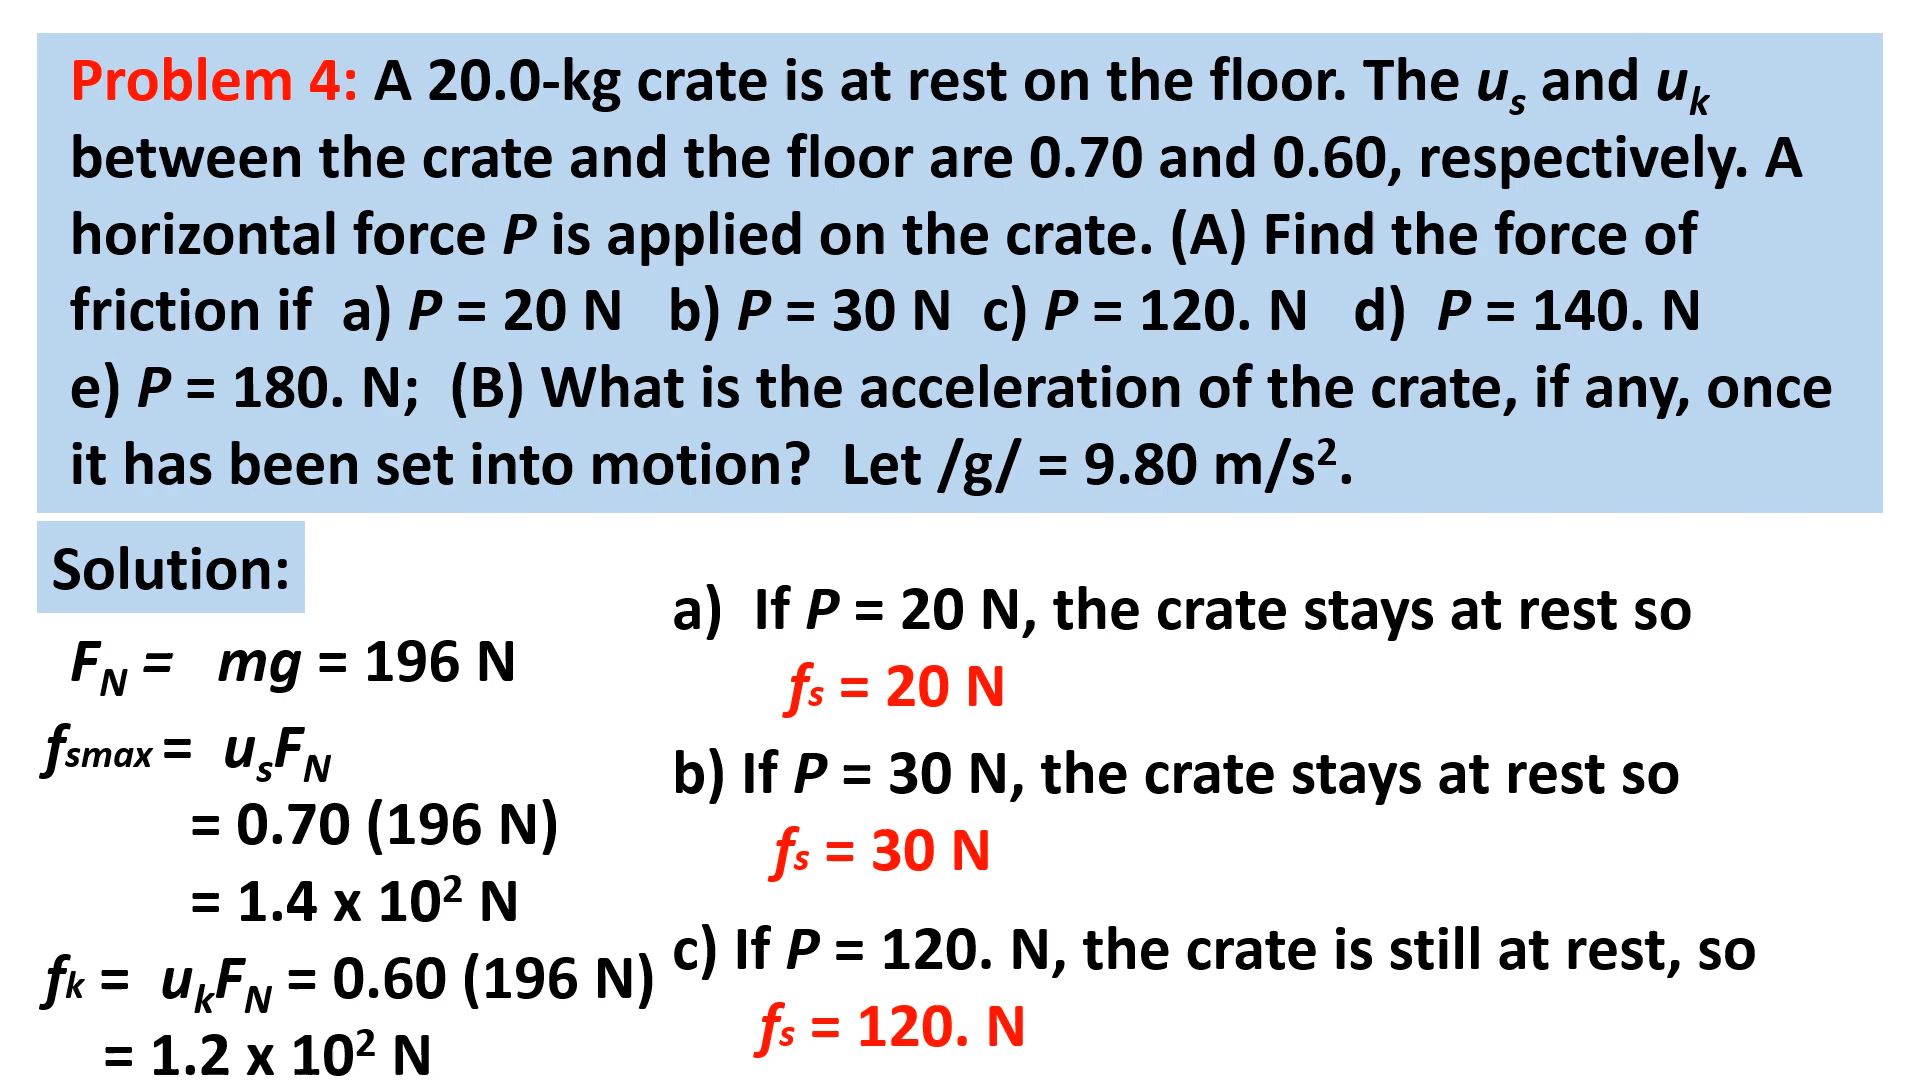 Problem 4: A 20.0-kg crate is at rest on the floor. The uₛ and uₖ
between the crate and the floor are 0.70 and 0.60, respectively. A
horizontal force P is applied on the crate. (A) Find the force of
friction if a) P = 20 N b) P = 30 N c) P = 120. N d) P = 140. N
e) P = 180. N; (B) What is the acceleration of the crate, if any, once
it has been set into motion? Let /g/ = 9.80 m/s².
Solution:
F_N = mg = 196 N
f_smax = uₛF_N
= 0.70 (196 N)
= 1.4 x 10² N
fₖ = uₖF_N = 0.60 (196 N)
= 1.2 x 10² N
a) If P = 20 N, the crate stays at rest so
fₛ = 20 N
b) If P = 30 N, the crate stays at rest so
fₛ = 30 N
c) If P = 120. N, the crate is still at rest, so
fₛ = 120. N